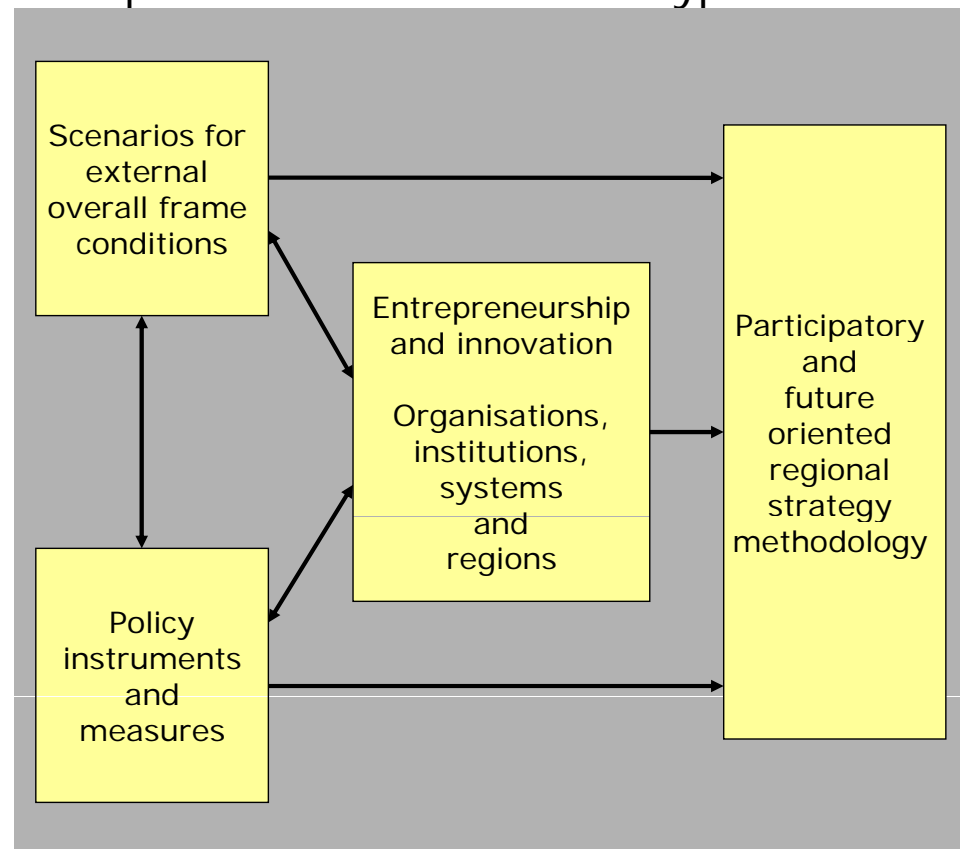 Scenarios for
external
overall frame
conditions
Entrepreneurship
and innovation
Organisations,
institutions,
systems
and
regions
Participatory
and
future
oriented
regional
strategy
methodology
Policy
instruments
and
measures